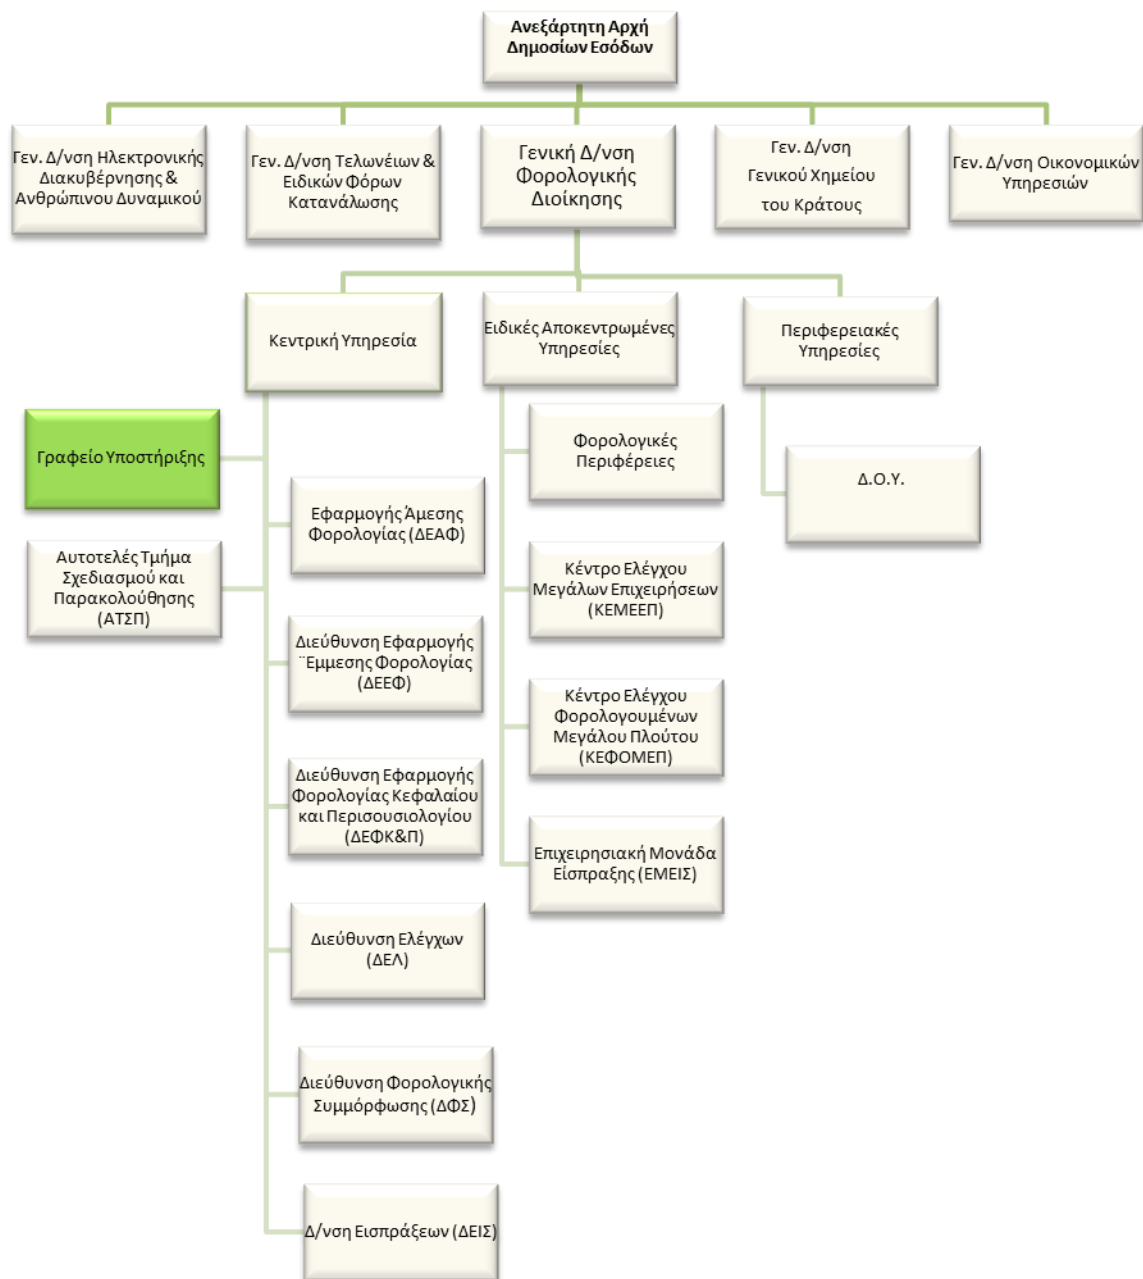 Ανεξάρτητη Αρχή
Δημοσίων Εσόδων
Γεν. Δ/νση Ηλεκτρονικής
Διακυβέρνησης &
Ανθρώπινου Δυναμικού
Γεν. Δ/νση Τελωνείων &
Ειδικών Φόρων
Κατανάλωσης
Γενική Δ/νση
Φορολογικής
Διοίκησης
Γεν. Δ/νση
Γενικού Χημείου
του Κράτους
Γεν. Δ/νση Οικονομικών
Υπηρεσιών
Κεντρική Υπηρεσία
Ειδικές Αποκεντρωμένες
Υπηρεσίες
Περιφερειακές
Υπηρεσίες
Γραφείο Υποστήριξης
Αυτοτελές Τμήμα
Σχεδιασμού και
Παρακολούθησης
(ΑΤΣΠ)
Εφαρμογής Άμεσης
Φορολογίας (ΔΕΑΦ)
Διεύθυνση Εφαρμογής
¨Εμμεσης Φορολογίας
(ΔΕΕΦ)
Διεύθυνση Εφαρμογής
Φορολογίας Κεφαλαίου
και Περισουσιολογίου
(ΔΕΦΚ&Π)
Διεύθυνση Ελέγχων
(ΔΕΛ)
Διεύθυνση Φορολογικής
Συμμόρφωσης (ΔΦΣ)
Δ/νση Εισπράξεων (ΔΕΙΣ)
Φορολογικές
Περιφέρειες
Κέντρο Ελέγχου
Μεγάλων Επιχειρήσεων
(ΚΕΜΕΕΠ)
Κέντρο Ελέγχου
Φορολογουμένων
Μεγάλου Πλούτου
(ΚΕΦΟΜΕΠ)
Επιχειρησιακή Μονάδα
Είσπραξης (ΕΜΕΙΣ)
Δ.Ο.Υ.